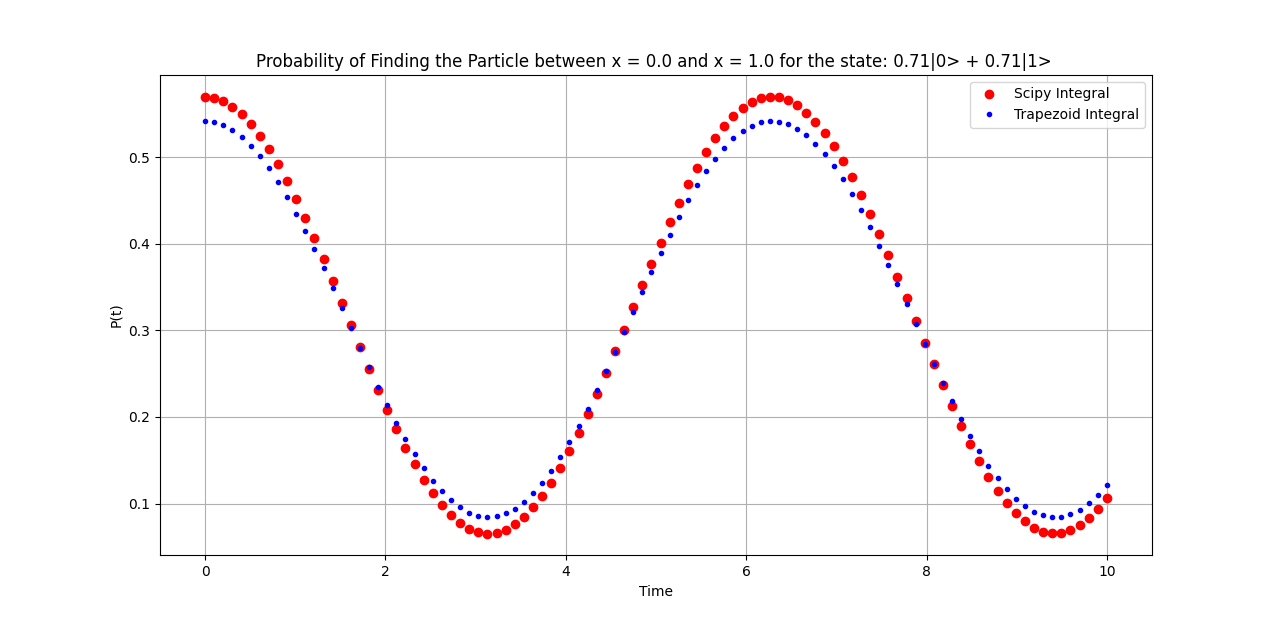 Probability of Finding the Particle between x = 0.0 and x = 1.0 for the state: 0.71|0> + 0.71|1>
Scipy Integral
Trapezoid Integral
0.5
0.4
0.3
0.2
0.1
P(t)
0 2 4 6 8 10
Time